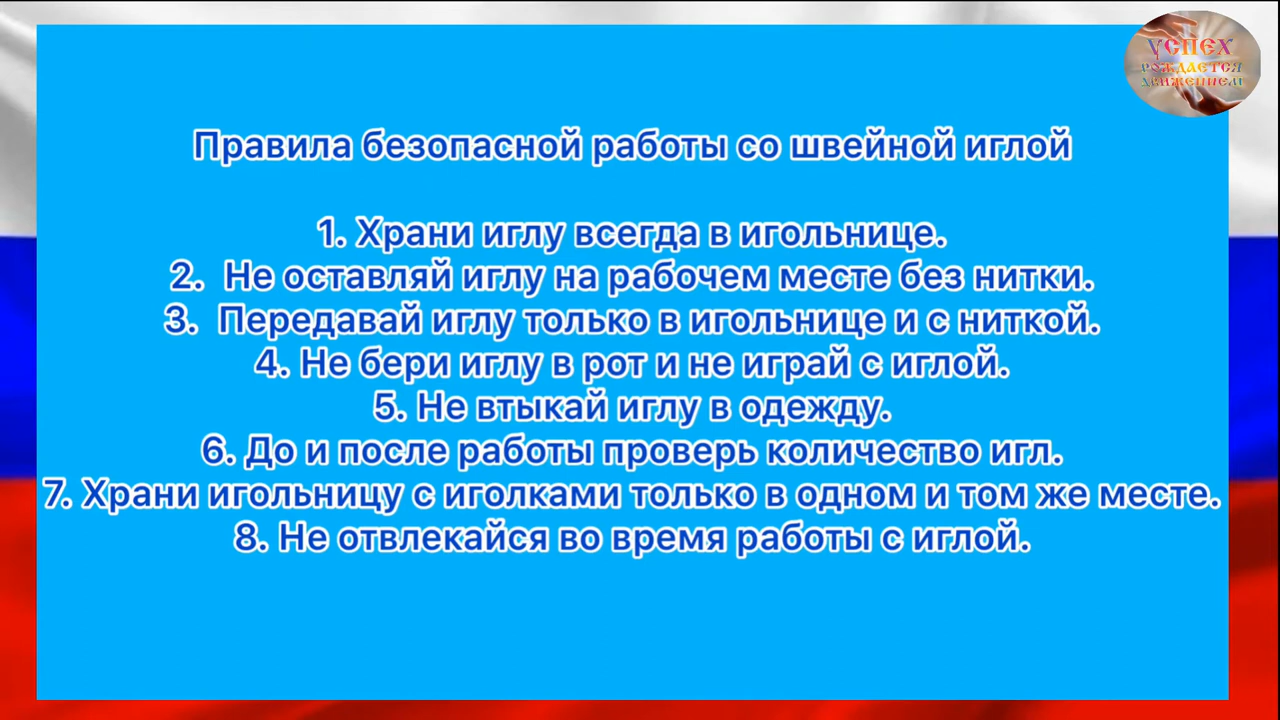 УСПЕХ
РОЖДАЕТСЯ
ДВИЖЕНИЕМ
Правила безопасной работы со швейной иглой
1. Храни иглу всегда в игольнице.
2. Не оставляй иглу на рабочем месте без нитки.
3. Передавай иглу только в игольнице и с ниткой.
4. Не бери иглу в рот и не играй с иглой.
5. Не втыкай иглу в одежду.
6. До и после работы проверь количество игл.
7. Храни игольницу с иголками только в одном и том же месте.
8. Не отвлекайся во время работы с иглой.